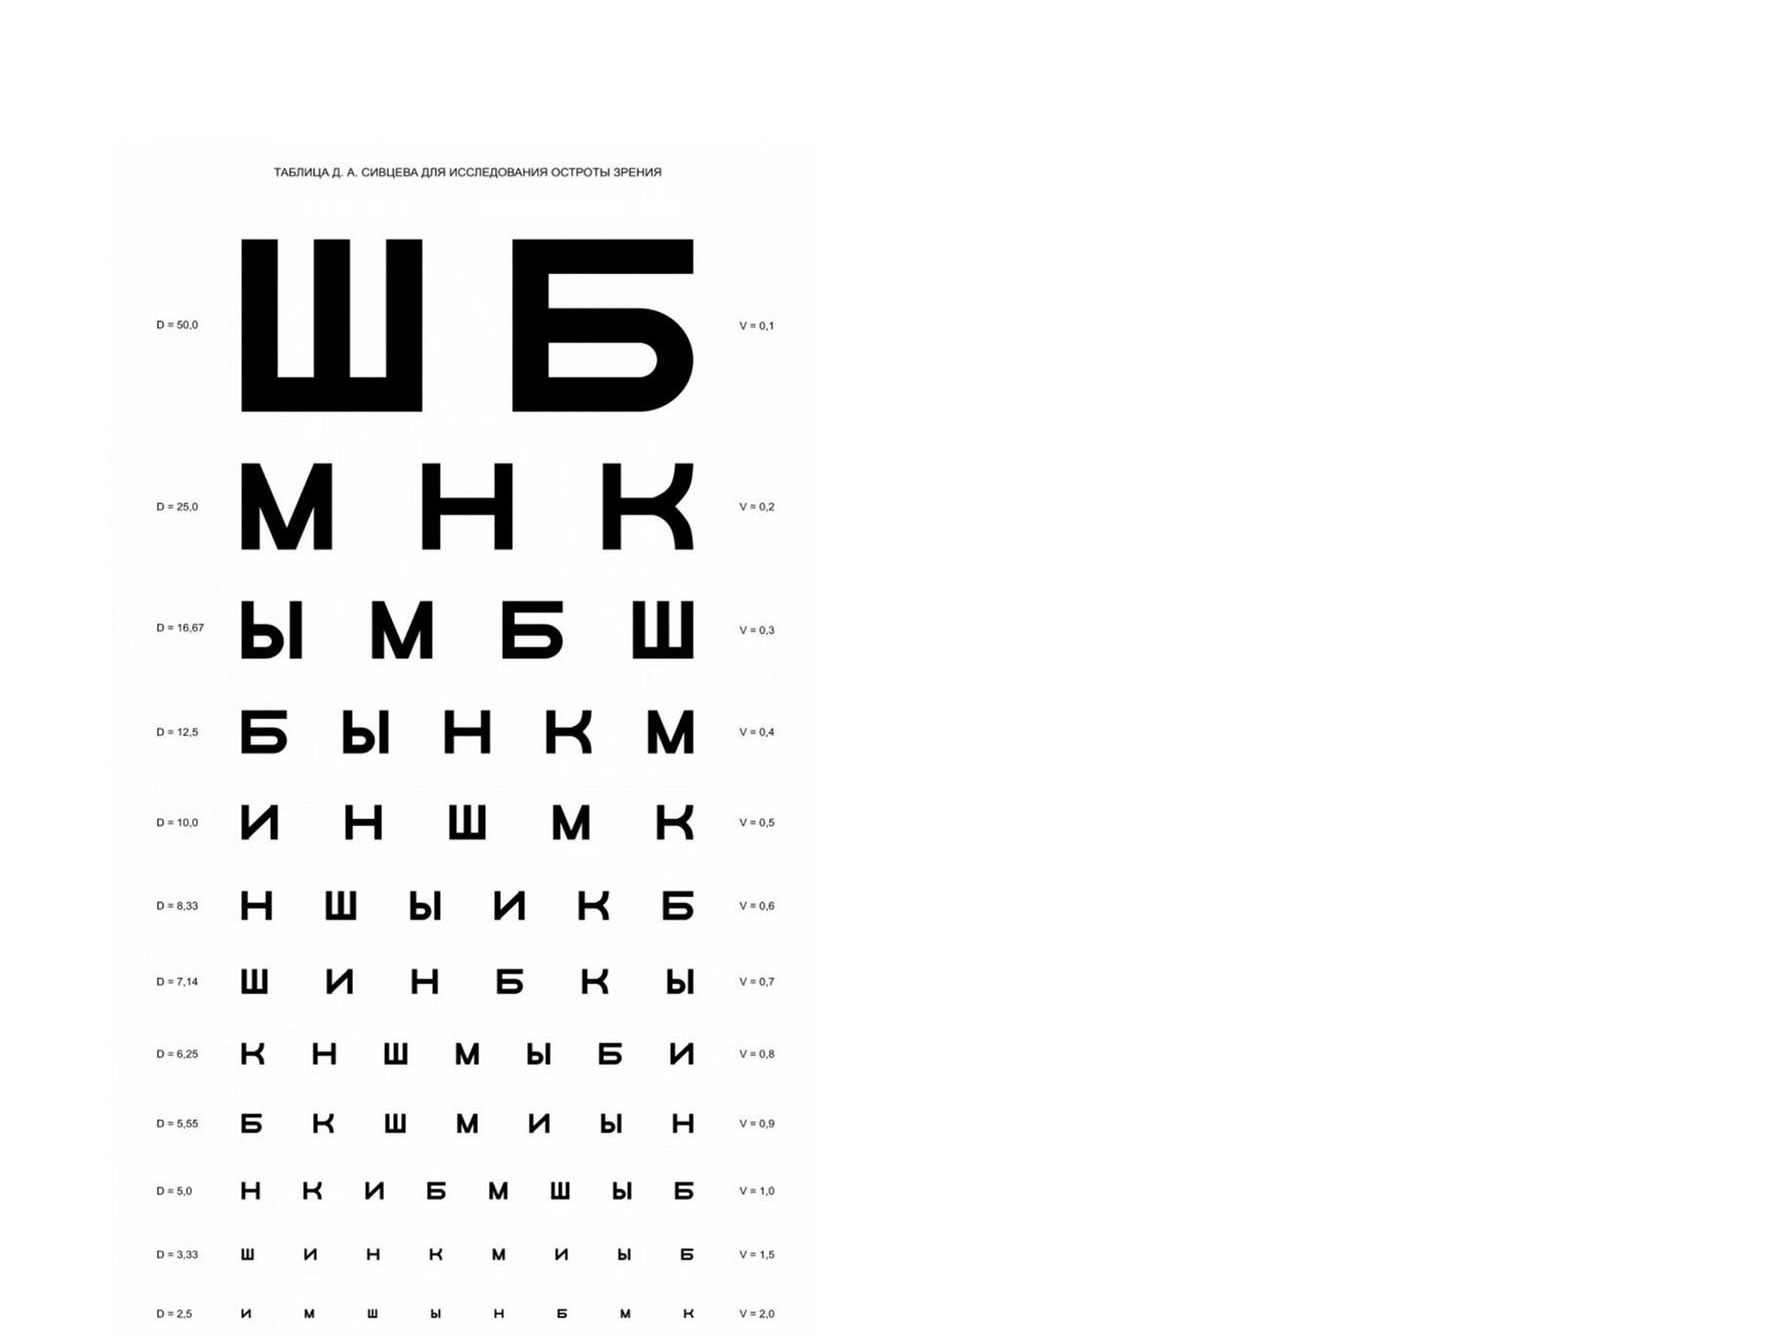 ТАБЛИЦА Д. А. СИВЦЕВА ДЛЯ ИССЛЕДОВАНИЯ ОСТРОТЫ ЗРЕНИЯ
D = 50,0 Ш Б V = 0,1
D = 25,0 М Н К V = 0,2
D = 16,67 Ы М Б Ш V = 0,3
D = 12,5 Б Ы Н К М V = 0,4
D = 10,0 И Н Ш М К V = 0,5
D = 8,33 Н Ш Ы И К Б V = 0,6
D = 7,14 Ш И Н Б К Ы V = 0,7
D = 6,25 К Н Ш М Ы Б И V = 0,8
D = 5,55 Б К Ш М И Ы Н V = 0,9
D = 5,0 Н К И Б М Ш Ы Б V = 1,0
D = 3,33 Ш И Н К М И Ы Б V = 1,5
D = 2,5 И М Ш Ы Н Б М К V = 2,0